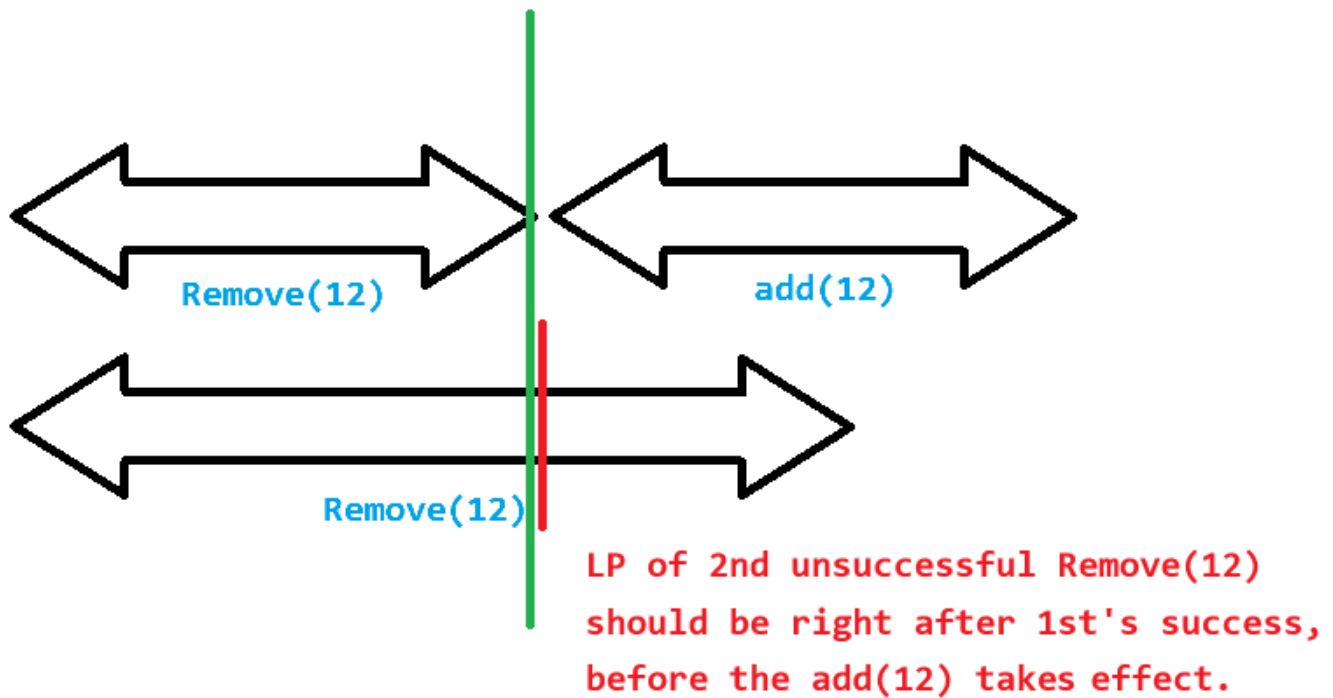 Remove(12)
add(12)
Remove(12)
LP of 2nd unsuccessful Remove(12)
should be right after 1st's success,
before the add(12) takes effect.